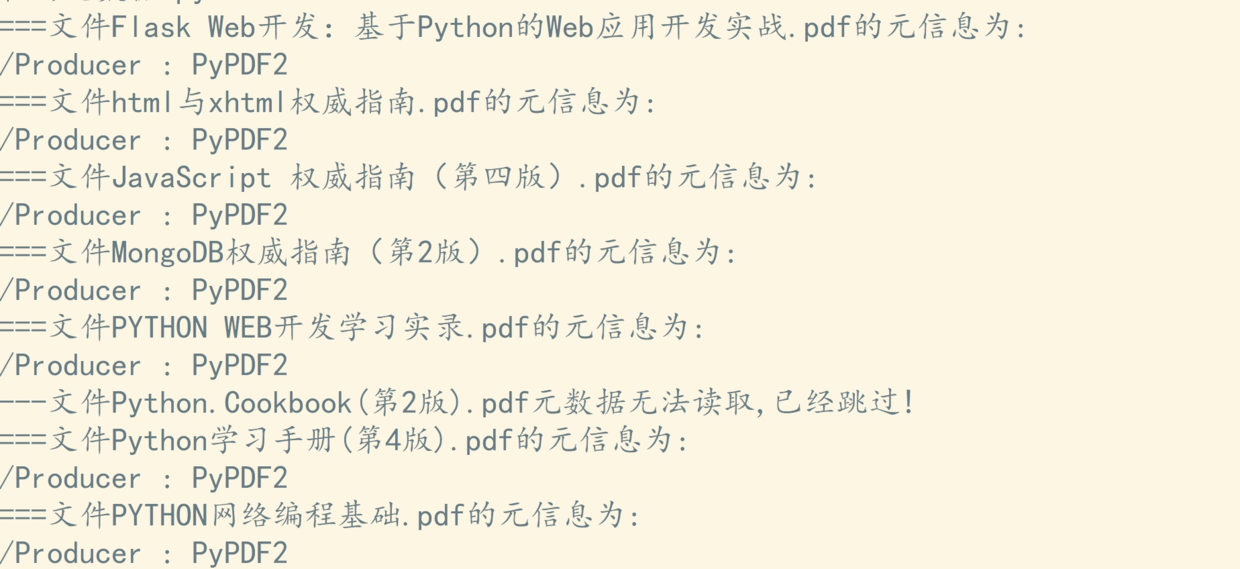 ===文件Flask Web开发：基于Python的Web应用开发实战.pdf的元信息为:
/Producer : PyPDF2
===文件html与xhtml权威指南.pdf的元信息为:
/Producer : PyPDF2
===文件JavaScript 权威指南（第四版）.pdf的元信息为:
/Producer : PyPDF2
===文件MongoDB权威指南（第2版）.pdf的元信息为:
/Producer : PyPDF2
===文件PYTHON WEB开发学习实录.pdf的元信息为:
/Producer : PyPDF2
---文件Python.Cookbook(第2版).pdf元数据无法读取,已经跳过!
===文件Python学习手册(第4版).pdf的元信息为:
/Producer : PyPDF2
===文件PYTHON网络编程基础.pdf的元信息为:
/Producer : PyPDF2